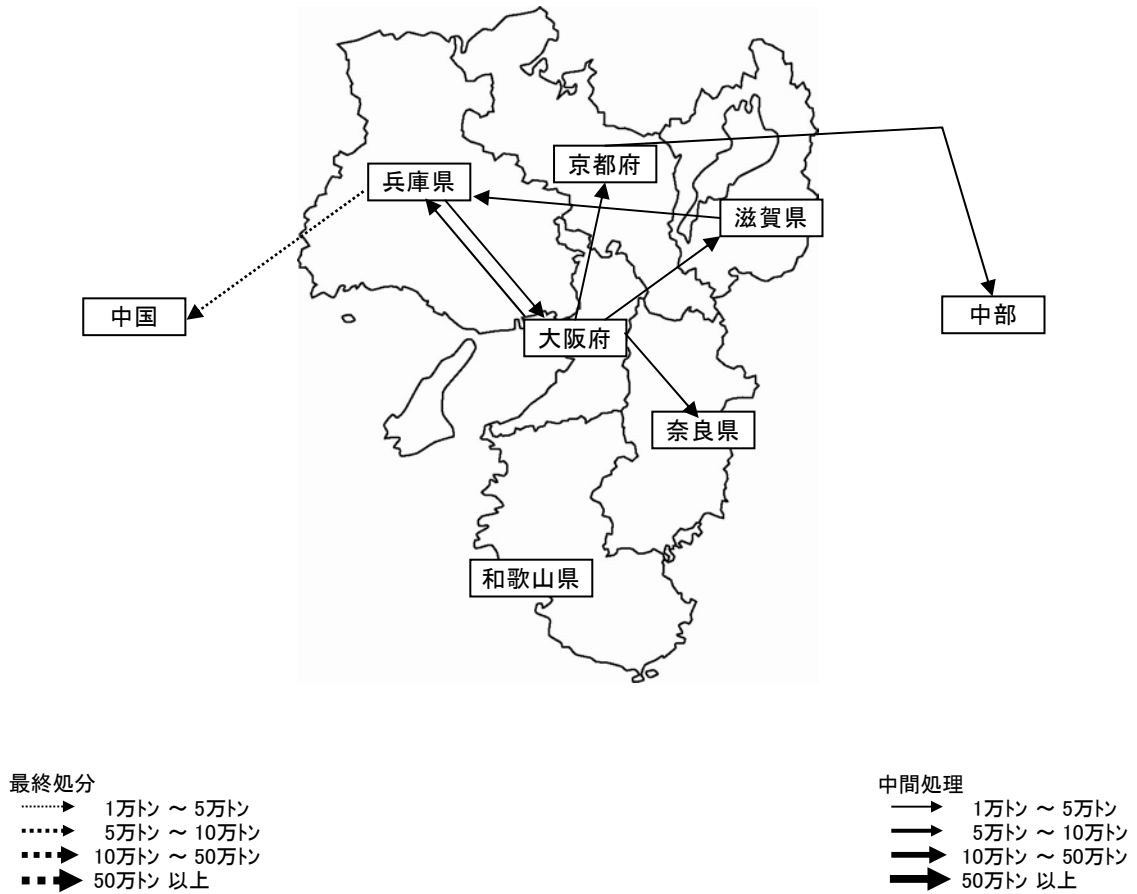 京都府
兵庫県
滋賀県
中国
中部
大阪府
奈良県
和歌山県
最終処分
1万トン ～ 5万トン
5万トン ～ 10万トン
10万トン ～ 50万トン
50万トン 以上
中間処理
1万トン ～ 5万トン
5万トン ～ 10万トン
10万トン ～ 50万トン
50万トン 以上